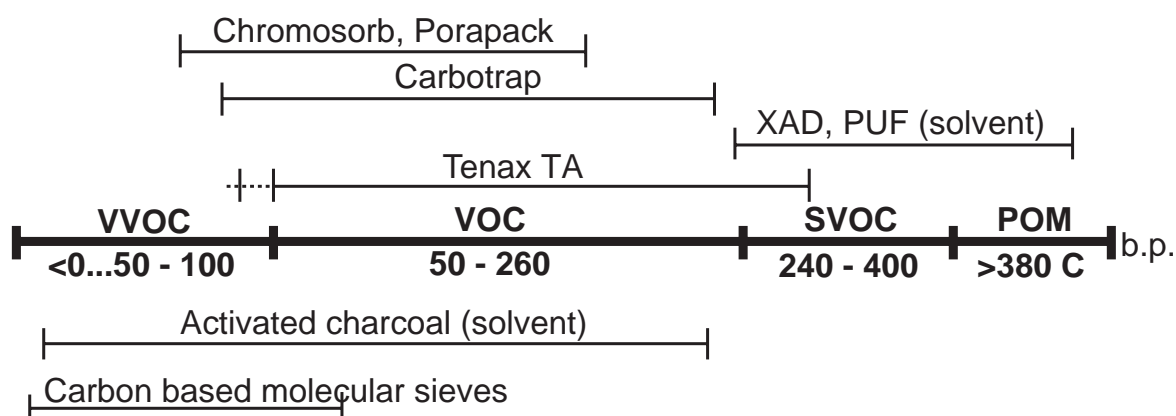 Chromosorb, Porapack
Carbotrap
XAD, PUF (solvent)
Tenax TA
VVOC VOC SVOC POM
<0...50 - 100 50 - 260 240 - 400 >380 C b.p.
Activated charcoal (solvent)
Carbon based molecular sieves